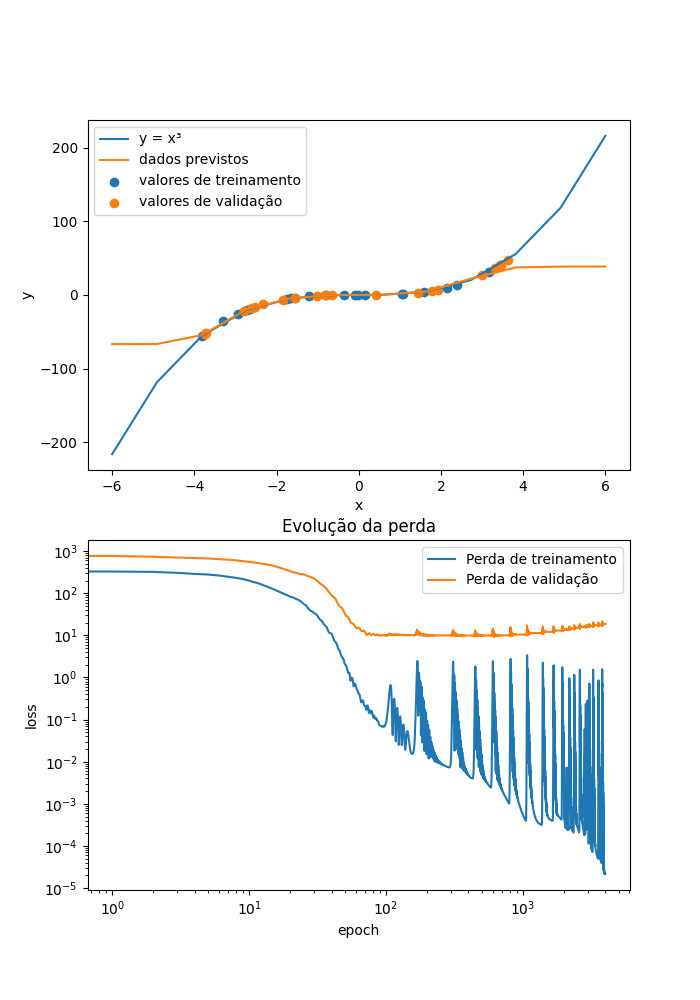 y = x³
dados previstos
valores de treinamento
valores de validação
200
100
0
−100
−200
y
−6 −4 −2 0 2 4 6
x
Evolução da perda
Perda de treinamento
Perda de validação
10³
10²
10¹
10⁰
10⁻¹
10⁻²
10⁻³
10⁻⁴
10⁻⁵
loss
10⁰ 10¹ 10² 10³
epoch